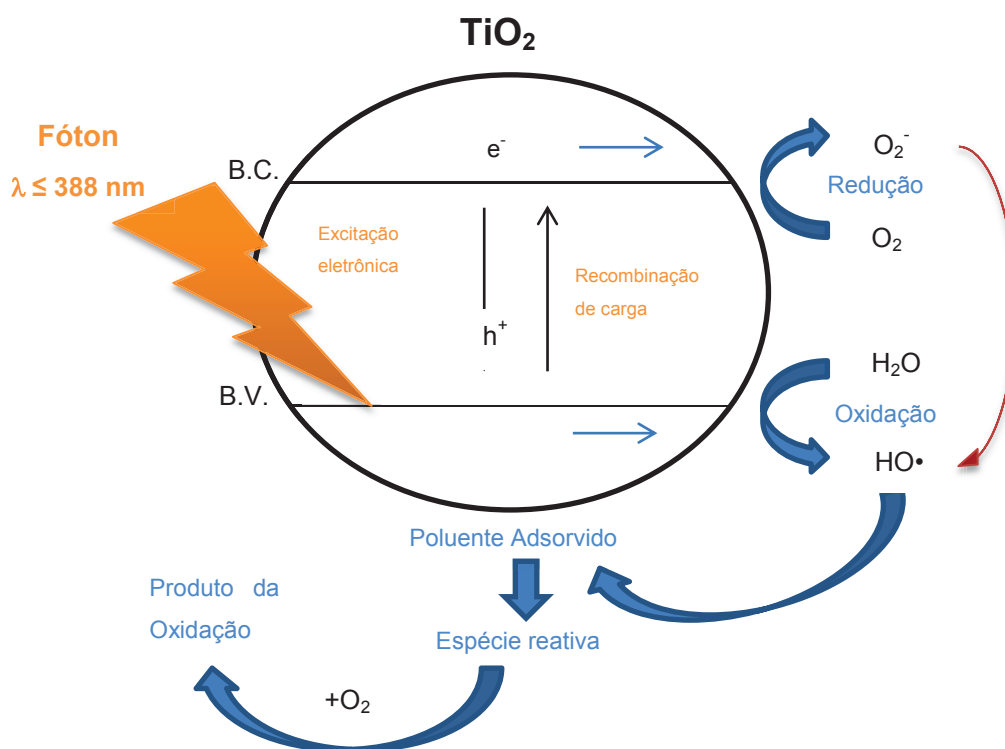 TiO₂
Fóton
λ ≤ 388 nm
B.C.
e⁻
O₂⁻
Redução
O₂
Excitação
eletrônica
Recombinação
de carga
h⁺
B.V.
H₂O
Oxidação
HO•
Poluente Adsorvido
Produto da
Oxidação
Espécie reativa
+O₂